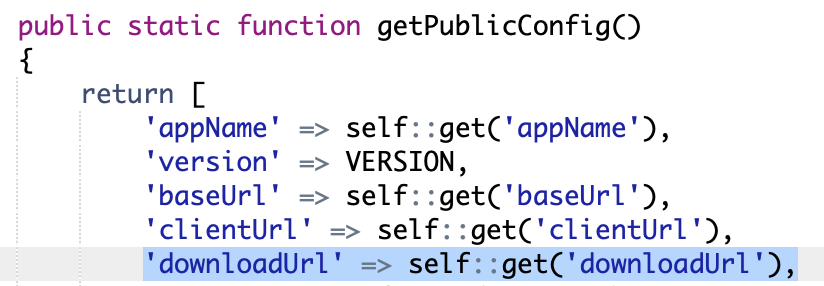 public static function getPublicConfig()
{
return [
'appName' => self::get('appName'),
'version' => VERSION,
'baseUrl' => self::get('baseUrl'),
'clientUrl' => self::get('clientUrl'),
'downloadUrl' => self::get('downloadUrl'),